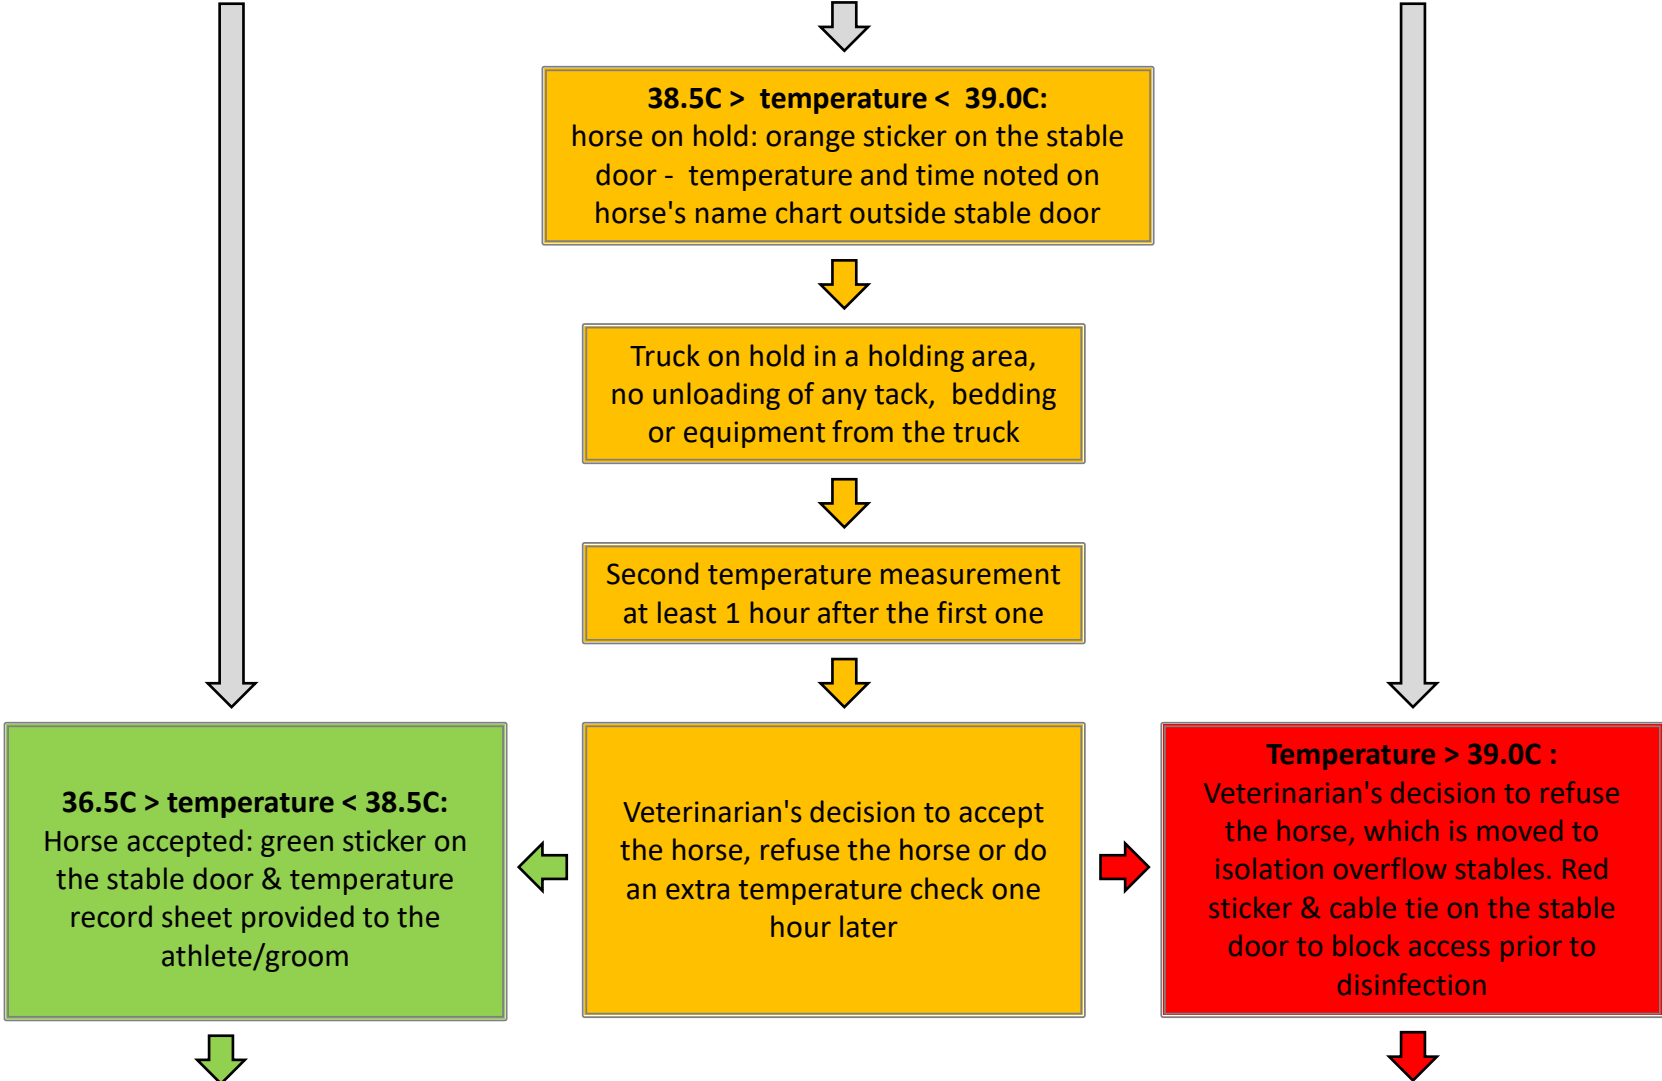 38.5C >  temperature <  39.0C:
horse on hold: orange sticker on the stable
door -  temperature and time noted on
horse's name chart outside stable door
Truck on hold in a holding area,
no unloading of any tack,  bedding
or equipment from the truck
Second temperature measurement
at least 1 hour after the first one
36.5C > temperature < 38.5C:
Horse accepted: green sticker on
the stable door & temperature
record sheet provided to the
athlete/groom
Veterinarian's decision to accept
the horse, refuse the horse or do
an extra temperature check one
hour later
Temperature > 39.0C :
Veterinarian's decision to refuse
the horse, which is moved to
isolation overflow stables. Red
sticker & cable tie on the stable
door to block access prior to
disinfection